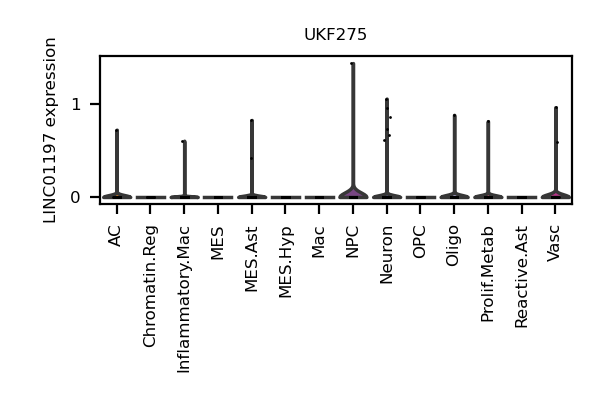 UKF275
LINC01197 expression
1
0
AC
Chromatin.Reg
Inflammatory.Mac
MES
MES.Ast
MES.Hyp
Mac
NPC
Neuron
OPC
Oligo
Prolif.Metab
Reactive.Ast
Vasc